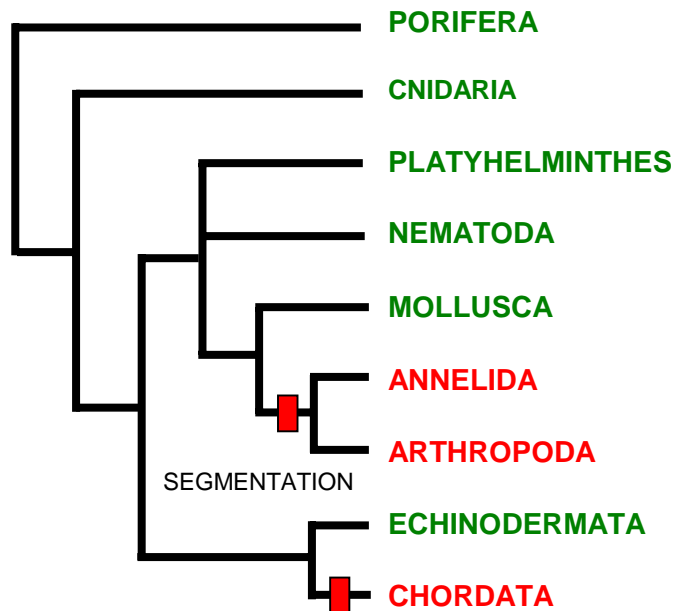 PORIFERA
CNIDARIA
PLATYHELMINTHES
NEMATODA
MOLLUSCA
ANNELIDA
ARTHROPODA
SEGMENTATION
ECHINODERMATA
CHORDATA